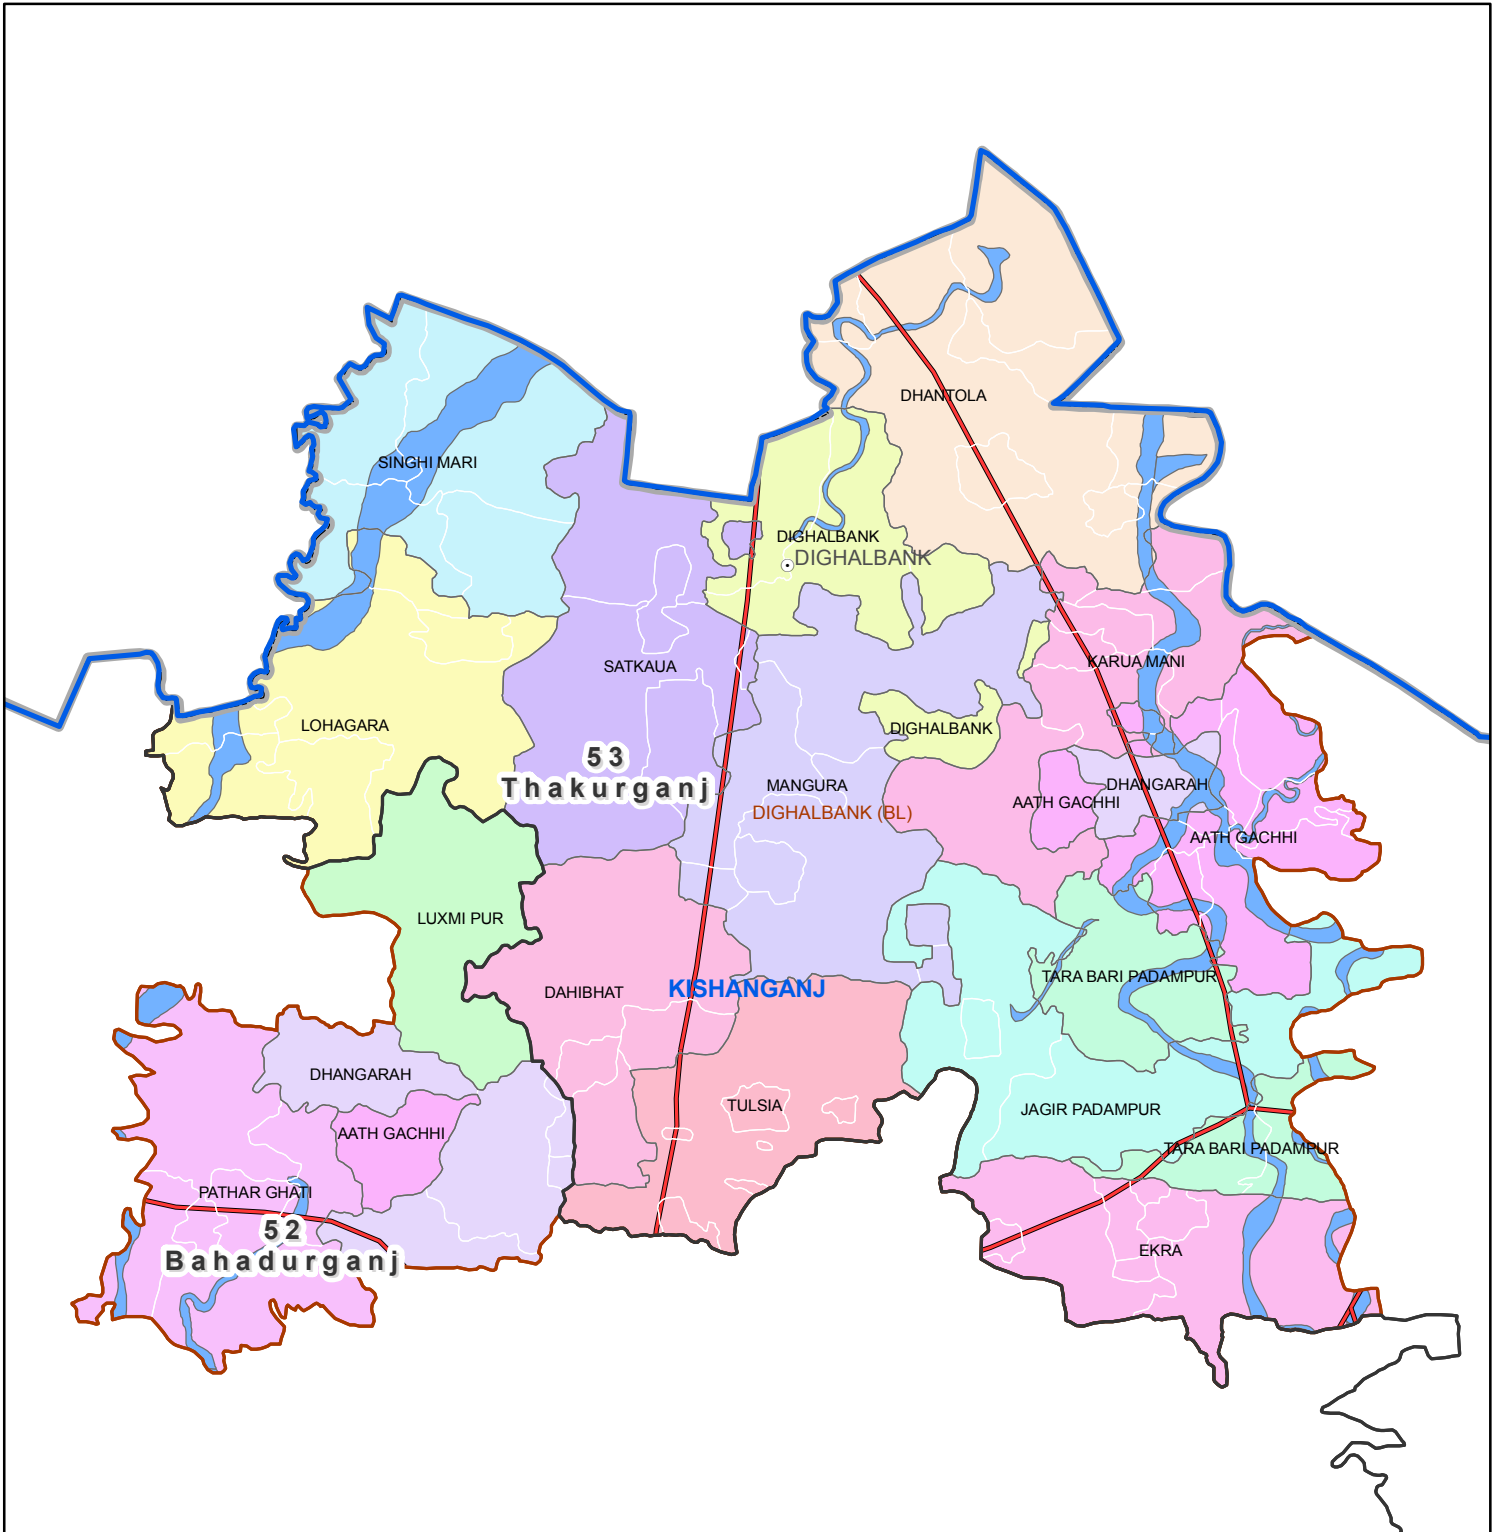 DHANTOLA
SINGHI MARI
DIGHALBANK
DIGHALBANK
KARUA MANI
SATKAUA
LOHAGARA
DIGHALBANK
53
Thakurganj
MANGURA
DHANGARAH
AATH GACHHI
DIGHALBANK (BL)
AATH GACHHI
LUXMI PUR
TARA BARI PADAMPUR
DAHIBHAT
KISHANGANJ
DHANGARAH
TULSIA
JAGIR PADAMPUR
AATH GACHHI
TARA BARI PADAMPUR
PATHAR GHATI
52
Bahadurganj
EKRA